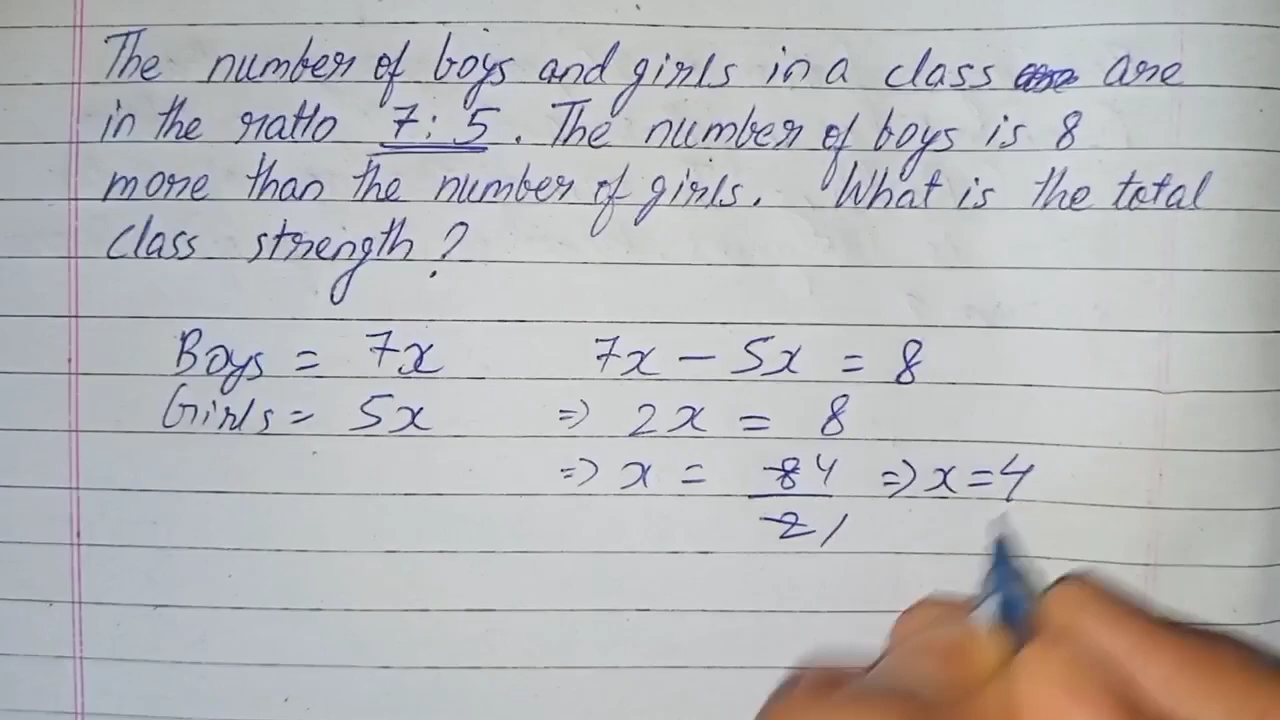 The number of boys and girls in a class are
in the ratio 7:5. The number of boys is 8
more than the number of girls. What is the total
class strength?
Boys = 7x 7x - 5x = 8
Girls = 5x => 2x = 8
=> x = 8 4 => x = 4
2 1